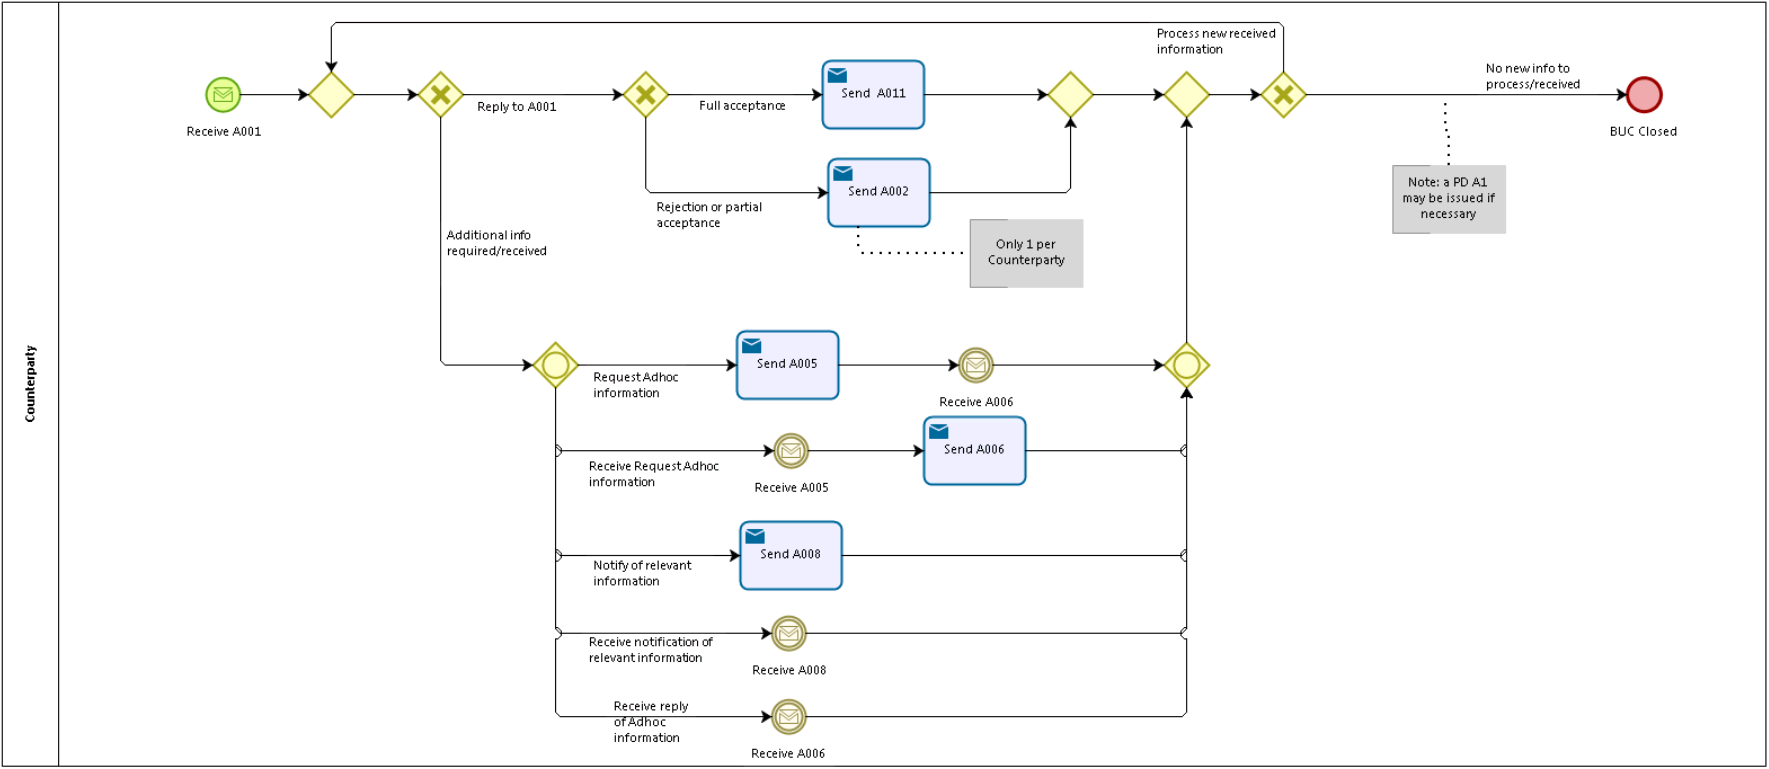 Process new received
information
No new info to
process/received
Receive A001
Reply to A001
Full acceptance
Send A011
BUC Closed
Rejection or partial
acceptance
Send A002
Note: a PD A1
may be issued if
necessary
Additional info
required/received
Only 1 per
Counterparty
Counterparty
Request Adhoc
information
Send A005
Receive A006
Receive Request Adhoc
information
Receive A005
Send A006
Notify of relevant
information
Send A008
Receive notification of
relevant information
Receive A008
Receive reply
of Adhoc
information
Receive A006